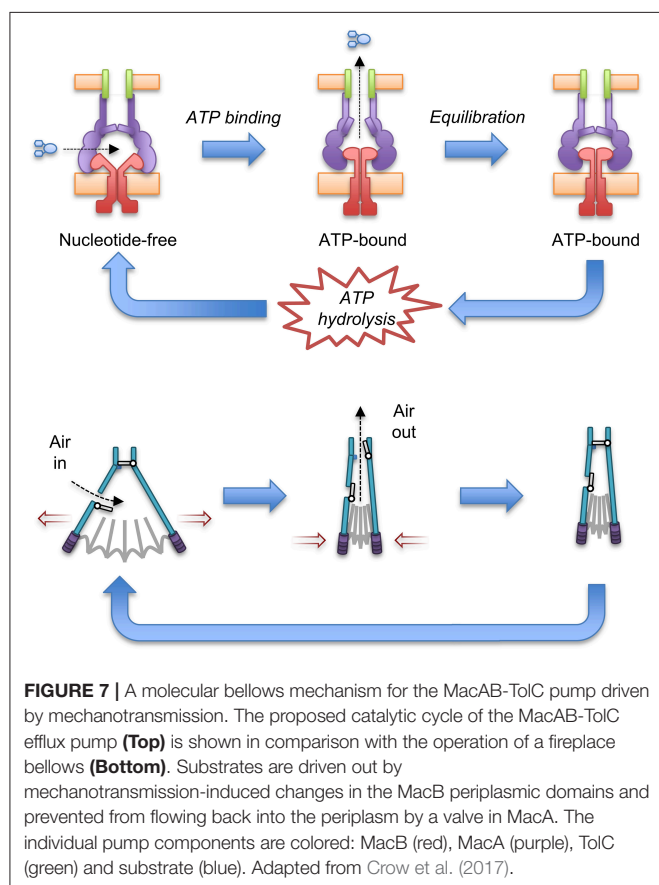 ATP binding
Equilibration
Nucleotide-free
ATP-bound
ATP-bound
ATP
hydrolysis
Air
in
Air
out
FIGURE 7 | A molecular bellows mechanism for the MacAB-TolC pump driven
by mechanotransmission. The proposed catalytic cycle of the MacAB-TolC
efflux pump (Top) is shown in comparison with the operation of a fireplace
bellows (Bottom). Substrates are driven out by
mechanotransmission-induced changes in the MacB periplasmic domains and
prevented from flowing back into the periplasm by a valve in MacA. The
individual pump components are colored: MacB (red), MacA (purple), TolC
(green) and substrate (blue). Adapted from Crow et al. (2017).